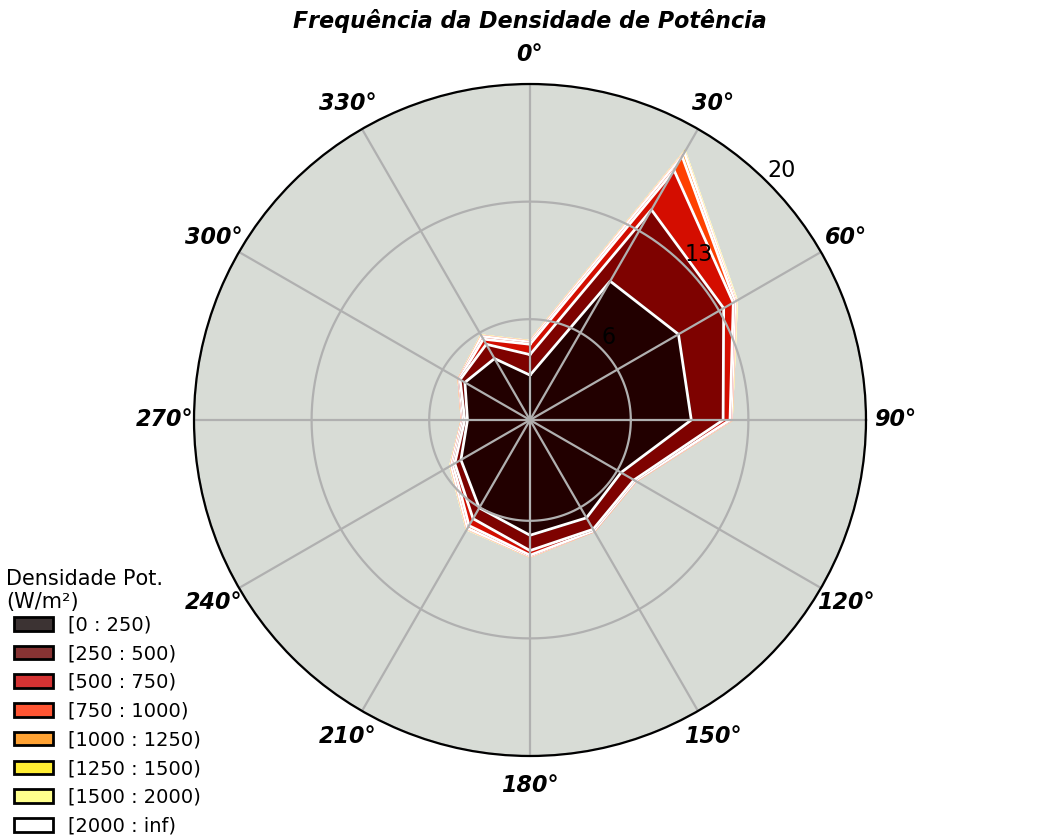 Frequência da Densidade de Potência
0°
330°
30°
20
300°
60°
13
6
270°
90°
240°
120°
210°
150°
180°
Densidade Pot.
(W/m²)
[0 : 250)
[250 : 500)
[500 : 750)
[750 : 1000)
[1000 : 1250)
[1250 : 1500)
[1500 : 2000)
[2000 : inf)